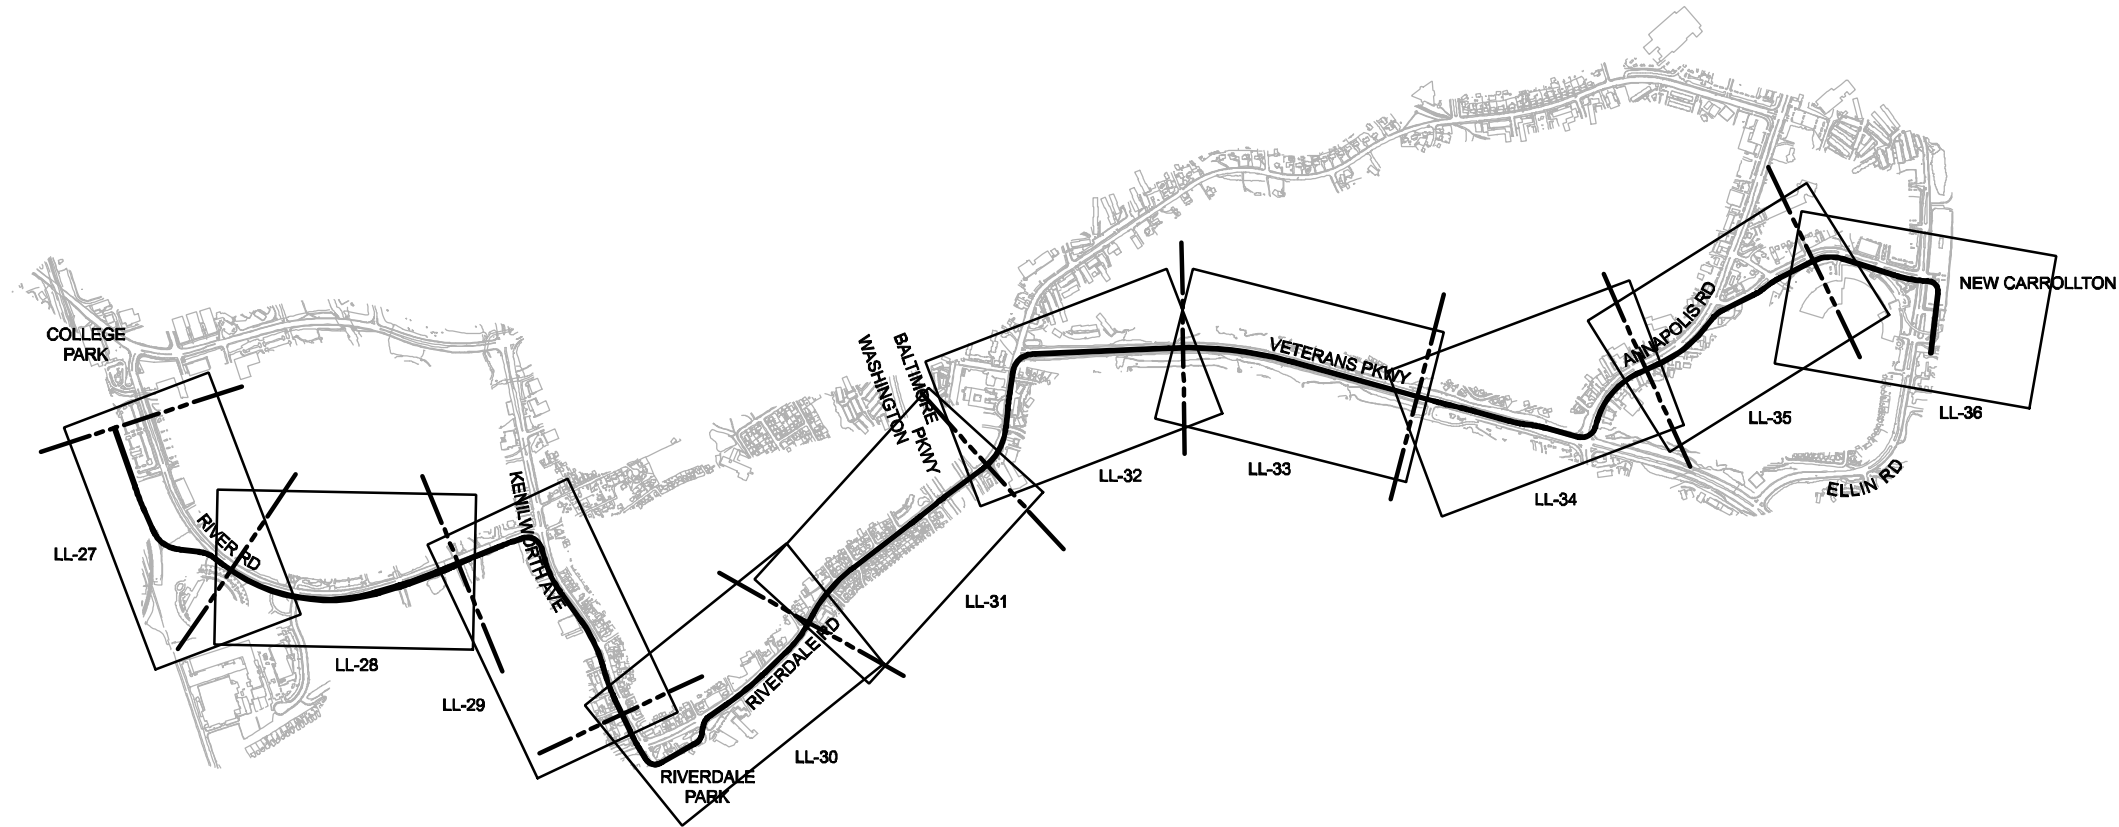 COLLEGE
PARK
LL-27
RIVER RD
LL-28
KENILWORTH AVE
LL-29
RIVERDALE
PARK
RIVERDALE RD
LL-30
LL-31
BALTIMORE
WASHINGTON PKWY
LL-32
VETERANS PKWY
LL-33
LL-34
ANNAPOLIS RD
LL-35
NEW CARROLLTON
LL-36
ELLIN RD